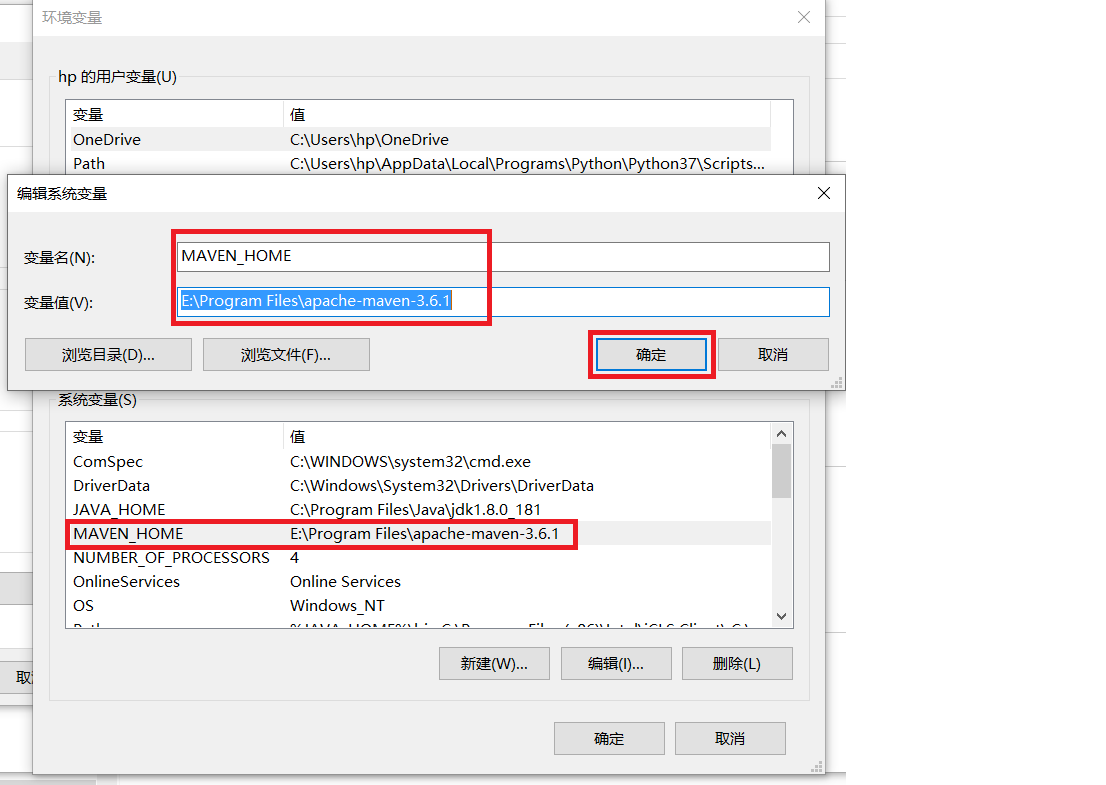 环境变量
hp 的用户变量(U)
变量 值
OneDrive C:\Users\hp\OneDrive
Path C:\Users\hp\AppData\Local\Programs\Python\Python37\Scripts...
编辑系统变量
变量名(N): MAVEN_HOME
变量值(V): E:\Program Files\apache-maven-3.6.1
浏览目录(D)... 浏览文件(F)... 确定 取消
系统变量(S)
变量 值
ComSpec C:\WINDOWS\system32\cmd.exe
DriverData C:\Windows\System32\Drivers\DriverData
JAVA_HOME C:\Program Files\Java\jdk1.8.0_181
MAVEN_HOME E:\Program Files\apache-maven-3.6.1
NUMBER_OF_PROCESSORS 4
OnlineServices Online Services
OS Windows_NT
新建(W)... 编辑(I)... 删除(L)
取
确定 取消